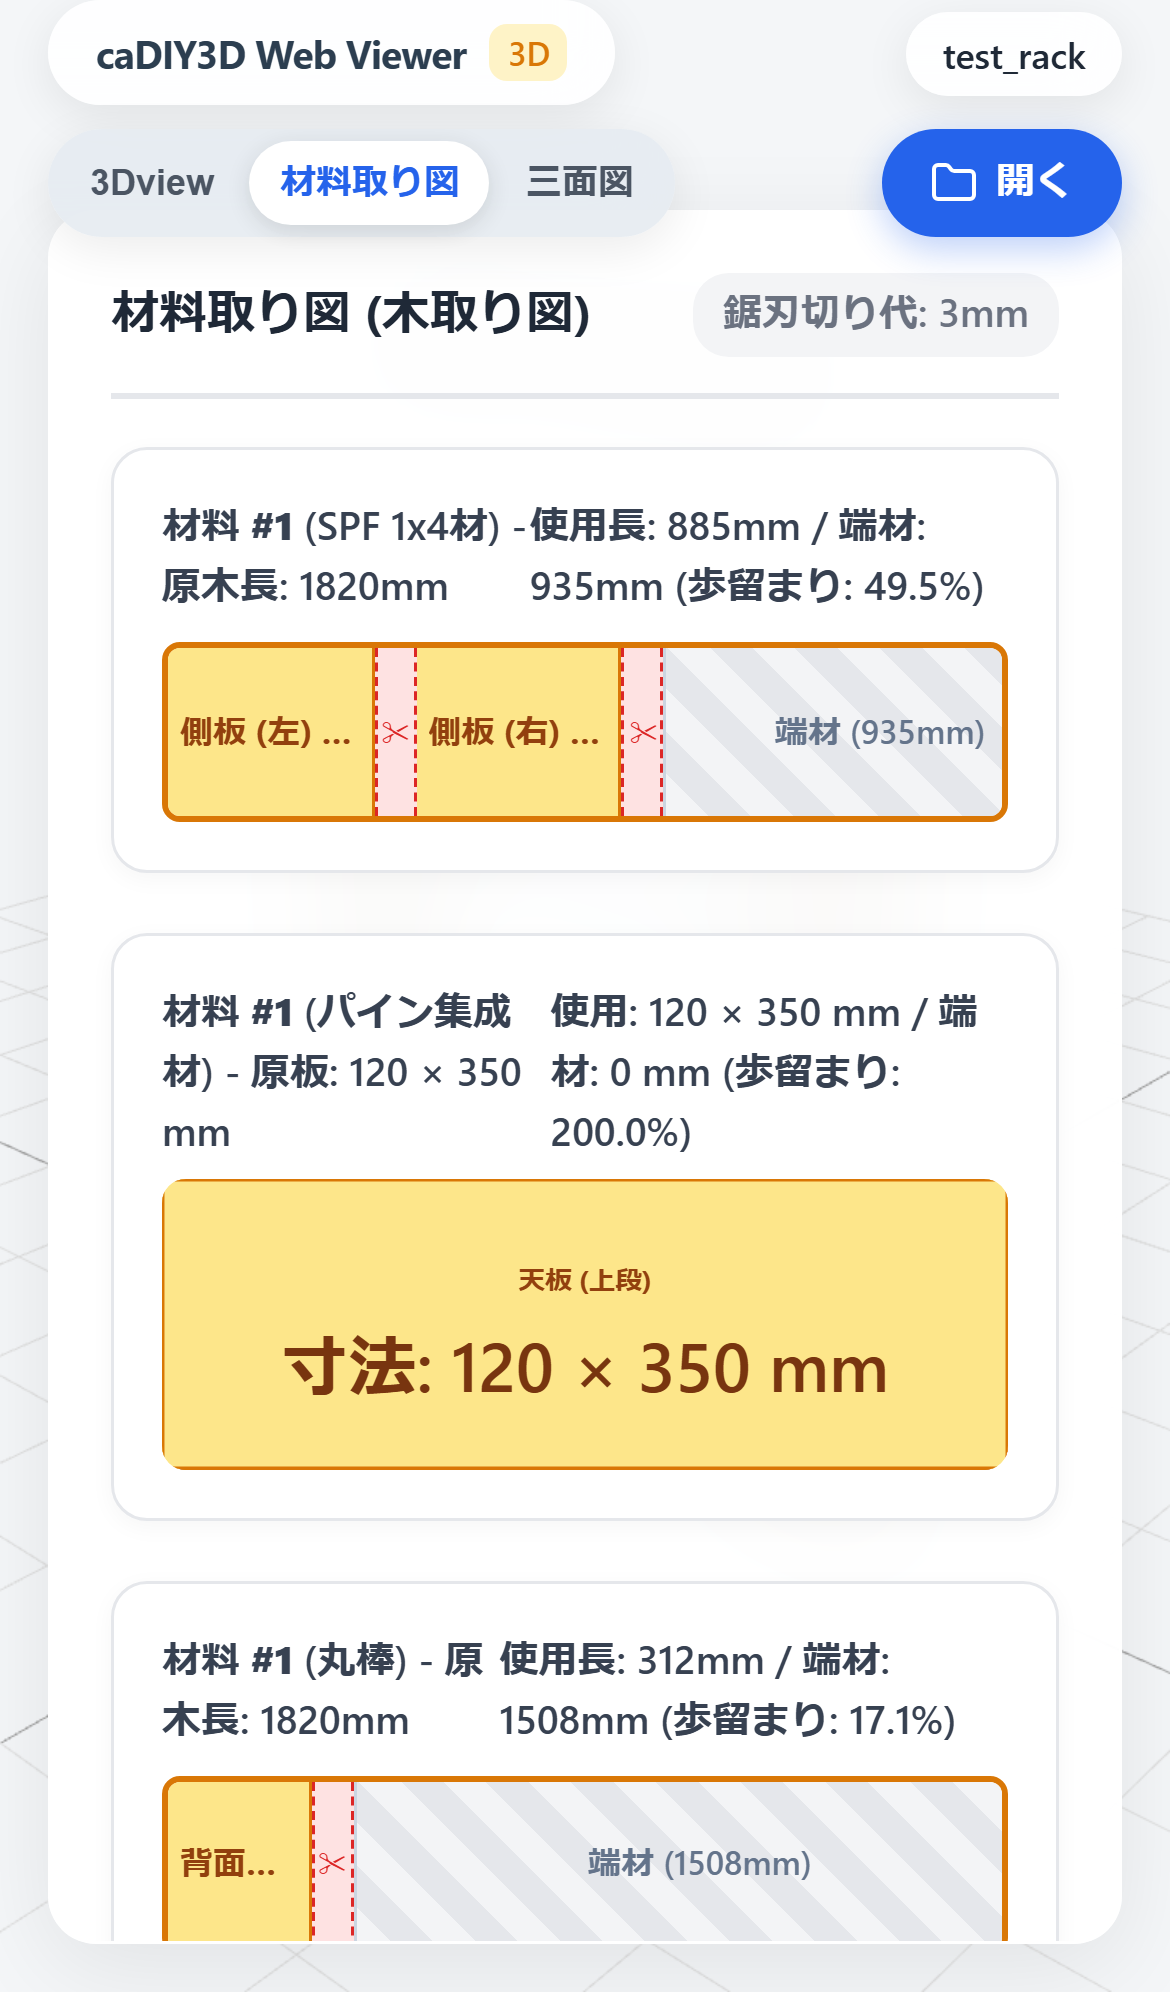 caDIY3D Web Viewer 3D
test_rack
3Dview 材料取り図 三面図
開く
材料取り図 (木取り図)
鋸刃切り代: 3mm
材料 #1 (SPF 1x4材) -
原木長: 1820mm
使用長: 885mm / 端材:
935mm (歩留まり: 49.5%)
側板 (左) ...
側板 (右) ...
端材 (935mm)
材料 #1 (パイン集成
材) - 原板: 120 × 350
mm
使用: 120 × 350 mm / 端
材: 0 mm (歩留まり:
200.0%)
天板 (上段)
寸法: 120 × 350 mm
材料 #1 (丸棒) - 原
木長: 1820mm
使用長: 312mm / 端材:
1508mm (歩留まり: 17.1%)
背面...
端材 (1508mm)